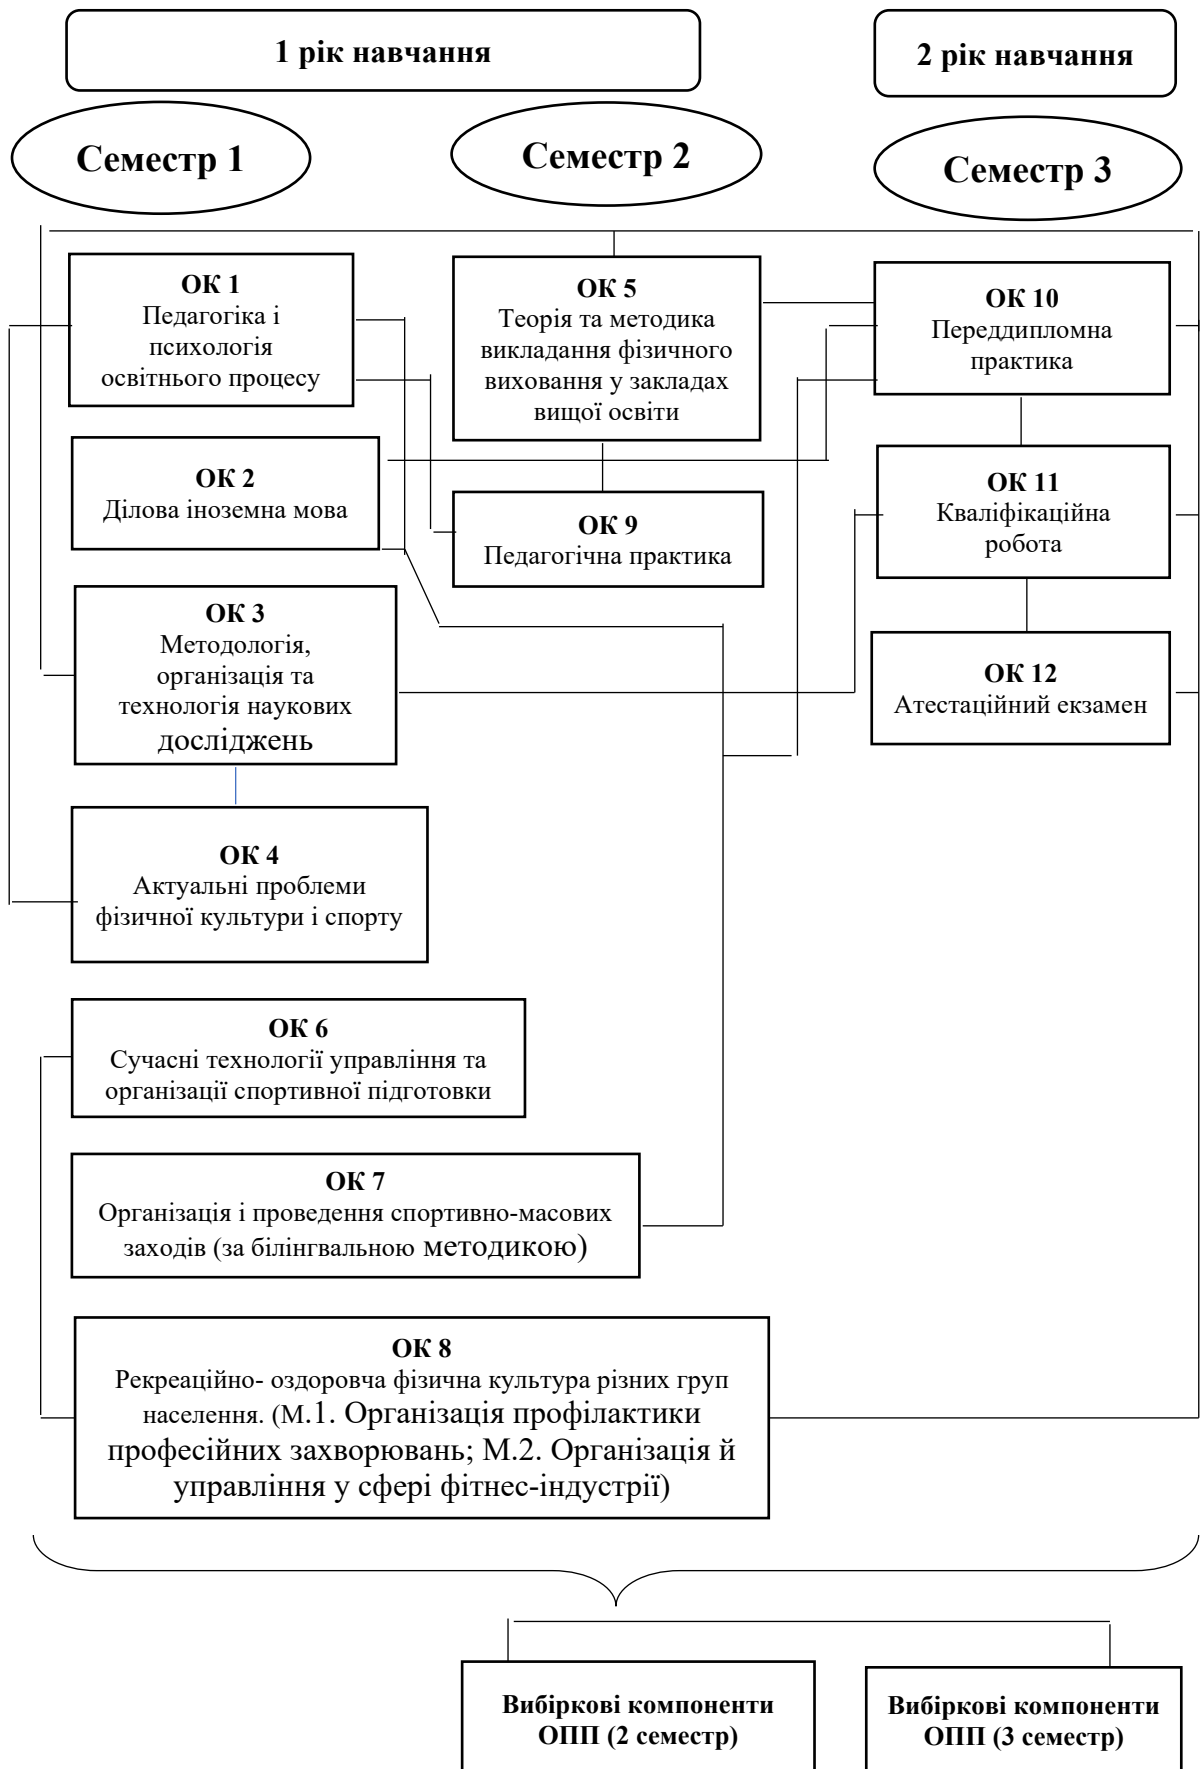 1 рік навчання
2 рік навчання
Семестр 1
Семестр 2
Семестр 3
ОК 1
Педагогіка і
психологія
освітнього процесу
ОК 5
Теорія та методика
викладання фізичного
виховання у закладах
вищої освіти
ОК 10
Переддипломна
практика
ОК 2
Ділова іноземна мова
ОК 9
Педагогічна практика
ОК 11
Кваліфікаційна
робота
ОК 3
Методологія,
організація та
технологія наукових
досліджень
ОК 12
Атестаційний екзамен
ОК 4
Актуальні проблеми
фізичної культури і спорту
ОК 6
Сучасні технології управління та
організації спортивної підготовки
ОК 7
Організація і проведення спортивно-масових
заходів (за білінгвальною методикою)
ОК 8
Рекреаційно- оздоровча фізична культура різних груп
населення. (М.1. Організація профілактики
професійних захворювань; М.2. Організація й
управління у сфері фітнес-індустрії)
Вибіркові компоненти
ОПП (2 семестр)
Вибіркові компоненти
ОПП (3 семестр)